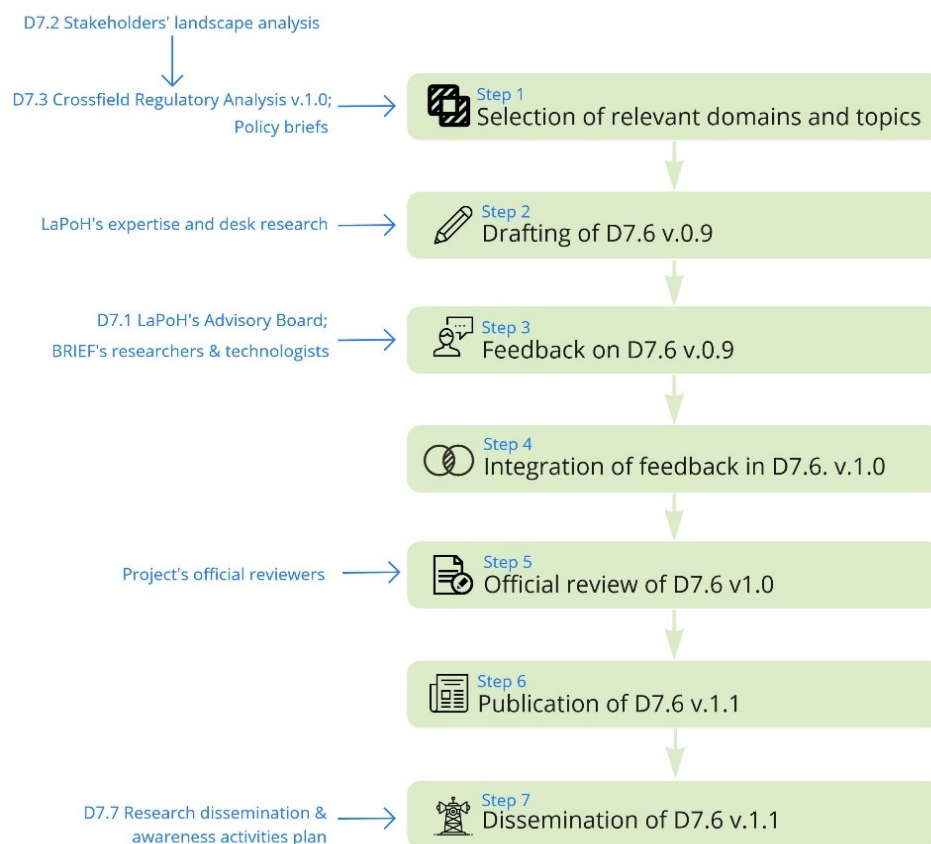 D7.2 Stakeholders' landscape analysis
D7.3 Crossfield Regulatory Analysis v.1.0;
Policy briefs
Step 1
Selection of relevant domains and topics
LaPoH's expertise and desk research
Step 2
Drafting of D7.6 v.0.9
D7.1 LaPoH's Advisory Board;
BRIEF's researchers & technologists
Step 3
Feedback on D7.6 v.0.9
Step 4
Integration of feedback in D7.6. v.1.0
Project's official reviewers
Step 5
Official review of D7.6 v1.0
Step 6
Publication of D7.6 v.1.1
D7.7 Research dissemination &
awareness activities plan
Step 7
Dissemination of D7.6 v.1.1